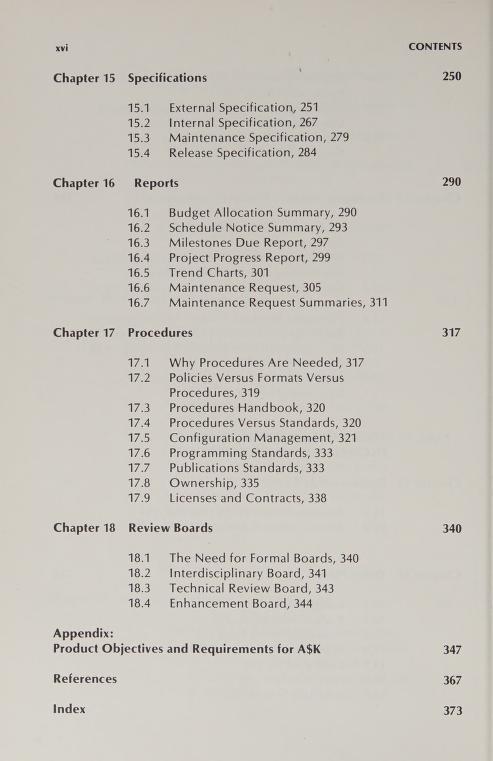 xvi CONTENTS
Chapter 15 Specifications 250
15.1 External Specification, 251
15.2 Internal Specification, 267
15.3 Maintenance Specification, 279
15.4 Release Specification, 284
Chapter 16 Reports 290
16.1 Budget Allocation Summary, 290
16.2 Schedule Notice Summary, 293
16.3 Milestones Due Report, 297
16.4 Project Progress Report, 299
16.5 Trend Charts, 301
16.6 Maintenance Request, 305
16.7 Maintenance Request Summaries, 311
Chapter 17 Procedures 317
17.1 Why Procedures Are Needed, 317
17.2 Policies Versus Formats Versus
Procedures, 319
17.3 Procedures Handbook, 320
17.4 Procedures Versus Standards, 320
17.5 Configuration Management, 321
17.6 Programming Standards, 333
17.7 Publications Standards, 333
17.8 Ownership, 335
17.9 Licenses and Contracts, 338
Chapter 18 Review Boards 340
18.1 The Need for Formal Boards, 340
18.2 Interdisciplinary Board, 341
18.3 Technical Review Board, 343
18.4 Enhancement Board, 344
Appendix:
Product Objectives and Requirements for A$K 347
References 367
Index 373